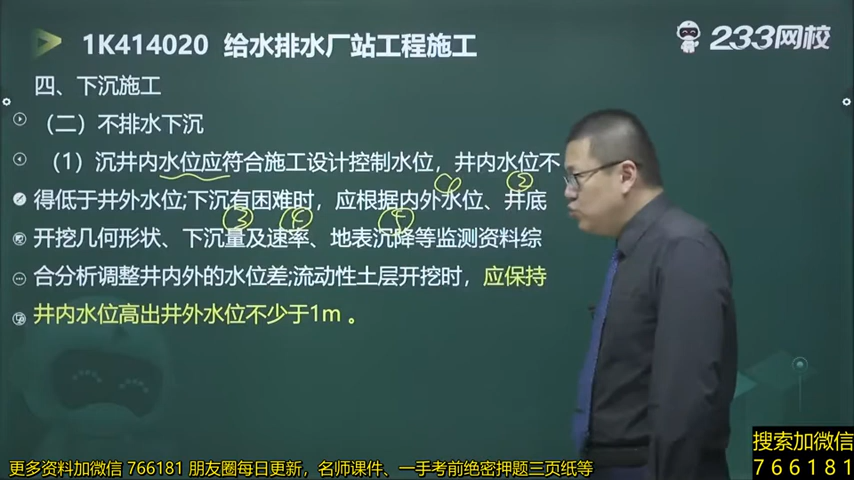 1K414020 给水排水厂站工程施工
233网校
四、下沉施工
（二）不排水下沉
（1）沉井内水位应符合施工设计控制水位，井内水位不
得低于井外水位;下沉有困难时，应根据内外水位、井底
② 
③ ④
开挖几何形状、下沉量及速率、地表沉降等监测资料综
合分析调整井内外的水位差;流动性土层开挖时，应保持
井内水位高出井外水位不少于1m 。
搜索加微信
766181
更多资料加微信 766181 朋友圈每日更新，名师课件、一手考前绝密押题三页纸等